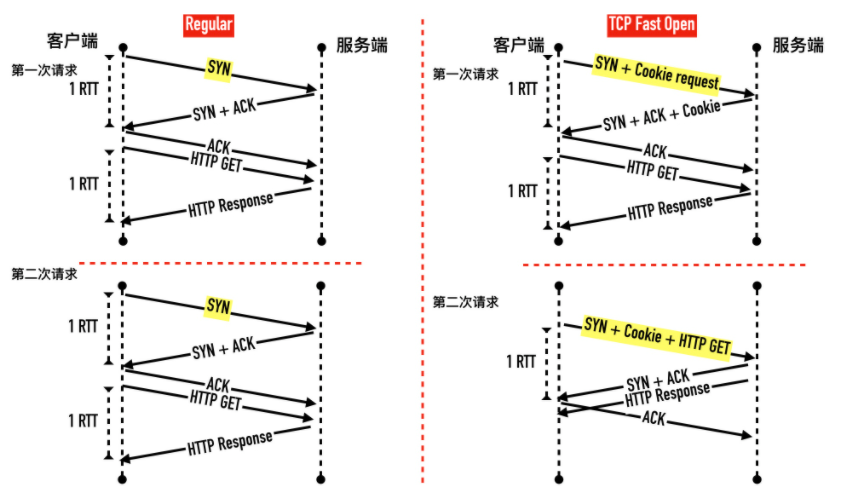 Regular
客户端
服务端
第一次请求
1 RTT
SYN
SYN + ACK
ACK
HTTP GET
1 RTT
HTTP Response
第二次请求
1 RTT
SYN
SYN + ACK
ACK
HTTP GET
1 RTT
HTTP Response
TCP Fast Open
客户端
服务端
第一次请求
1 RTT
SYN + Cookie request
SYN + ACK + Cookie
ACK
HTTP GET
1 RTT
HTTP Response
第二次请求
SYN + Cookie + HTTP GET
1 RTT
SYN + ACK
HTTP Response
ACK